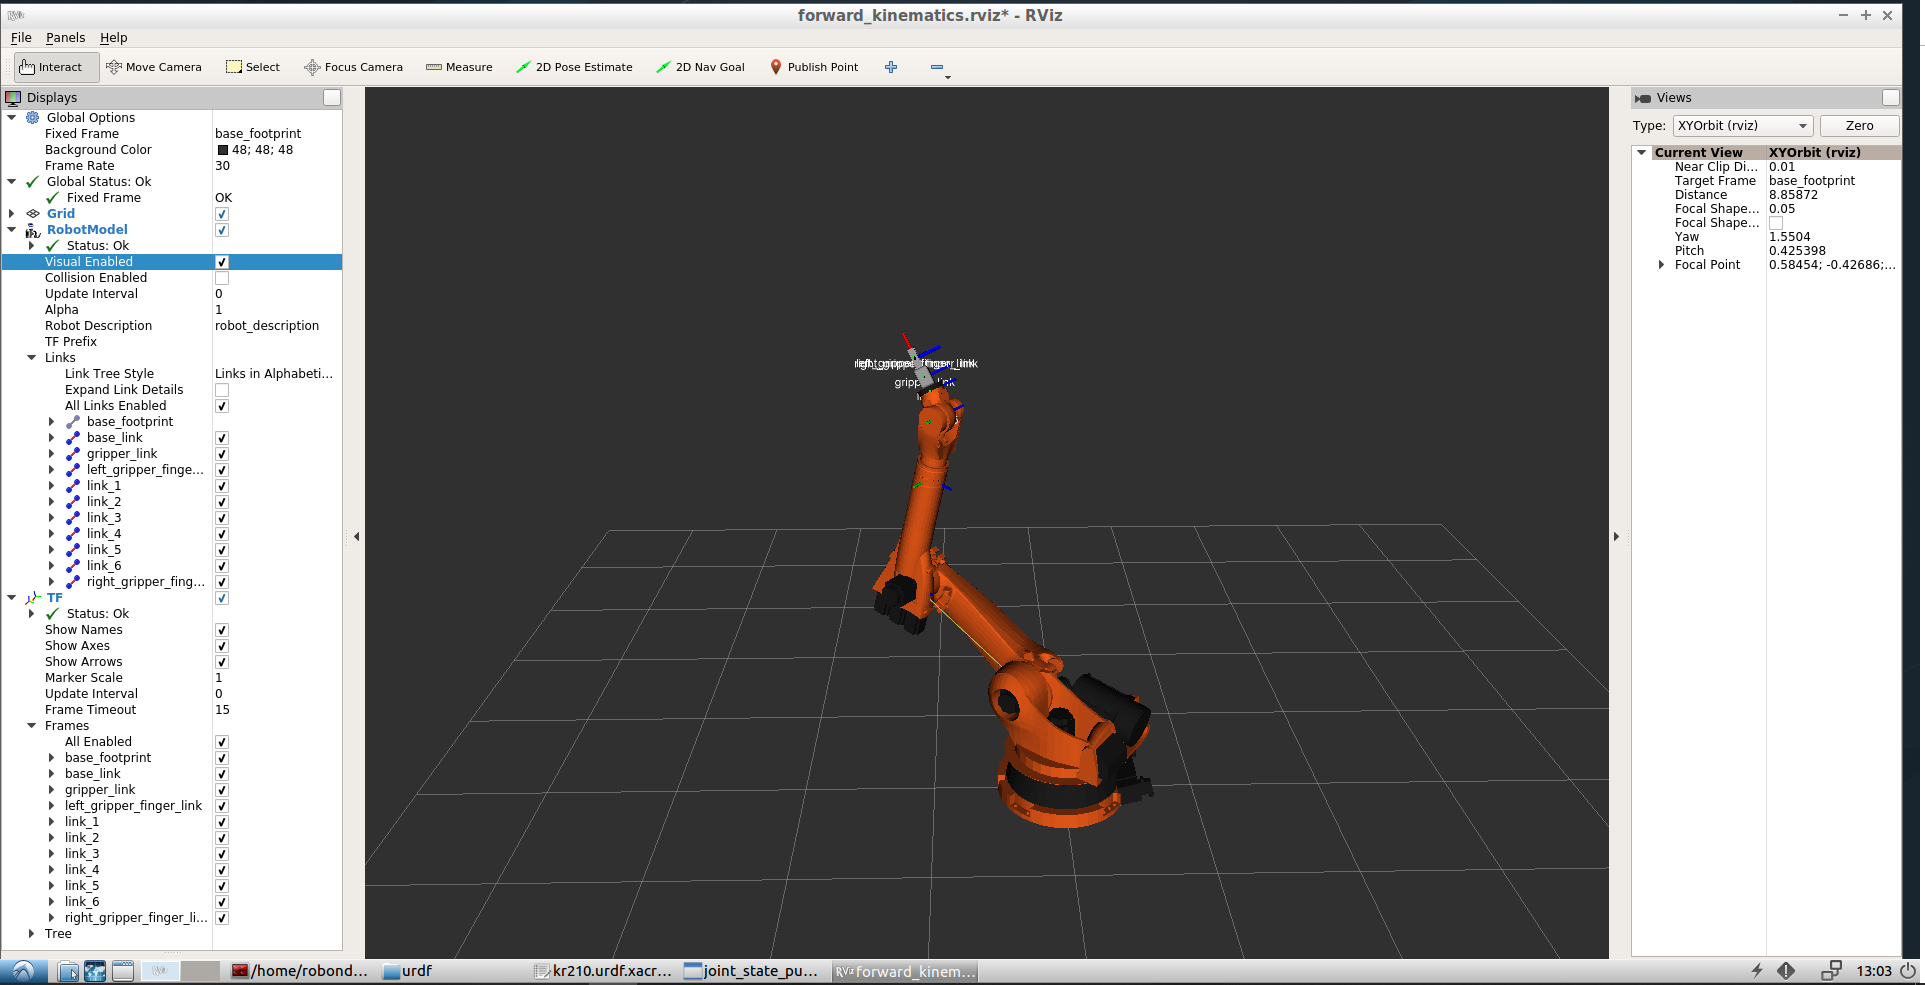 forward_kinematics.rviz* - RViz
File Panels Help
Interact Move Camera Select Focus Camera Measure 2D Pose Estimate 2D Nav Goal Publish Point
Displays
Global Options
Fixed Frame base_footprint
Background Color 48; 48; 48
Frame Rate 30
Global Status: Ok
Fixed Frame OK
Grid
RobotModel
Status: Ok
Visual Enabled
Collision Enabled
Update Interval 0
Alpha 1
Robot Description robot_description
TF Prefix
Links
Link Tree Style Links in Alphabeti...
Expand Link Details
All Links Enabled
base_footprint
base_link
gripper_link
left_gripper_finge...
link_1
link_2
link_3
link_4
link_5
link_6
right_gripper_fing...
TF
Status: Ok
Show Names
Show Axes
Show Arrows
Marker Scale 1
Update Interval 0
Frame Timeout 15
Frames
All Enabled
base_footprint
base_link
gripper_link
left_gripper_finger_link
link_1
link_2
link_3
link_4
link_5
link_6
right_gripper_finger_li...
Tree
Views
Type: XYOrbit (rviz) Zero
Current View XYOrbit (rviz)
Near Clip Di... 0.01
Target Frame base_footprint
Distance 8.85872
Focal Shape... 0.05
Focal Shape...
Yaw 1.5504
Pitch 0.425398
Focal Point 0.58454; -0.42686;...
/home/robond... urdf kr210.urdf.xacr... joint_state_pu... RViz forward_kinem... 13:03